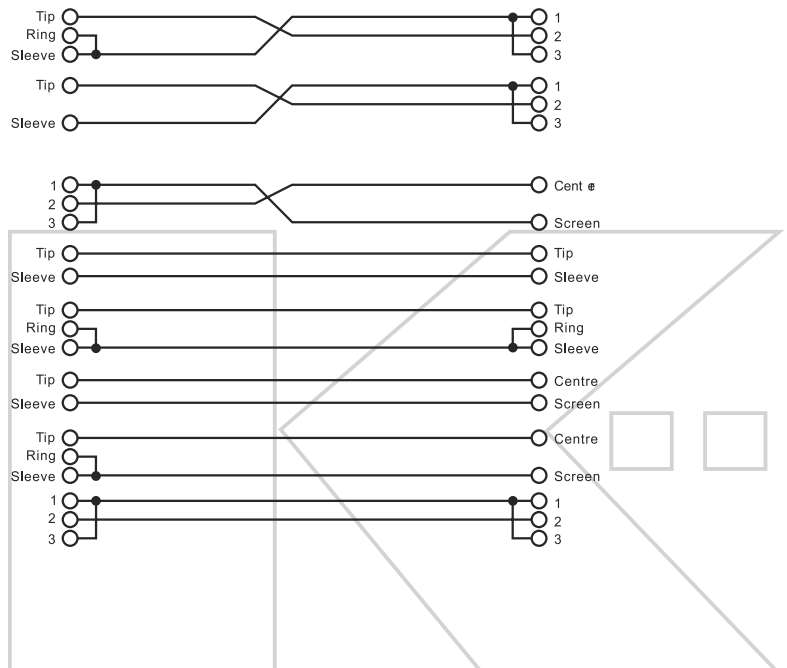 Tip 1
Ring 2
Sleeve 3
Tip 1
2
Sleeve 3
1 Cent
2
3 Screen
Tip Tip
Sleeve Sleeve
Tip Tip
Ring Ring
Sleeve Sleeve
Tip Centre
Sleeve Screen
Tip Centre
Ring
Sleeve Screen
1 1
2 2
3 3